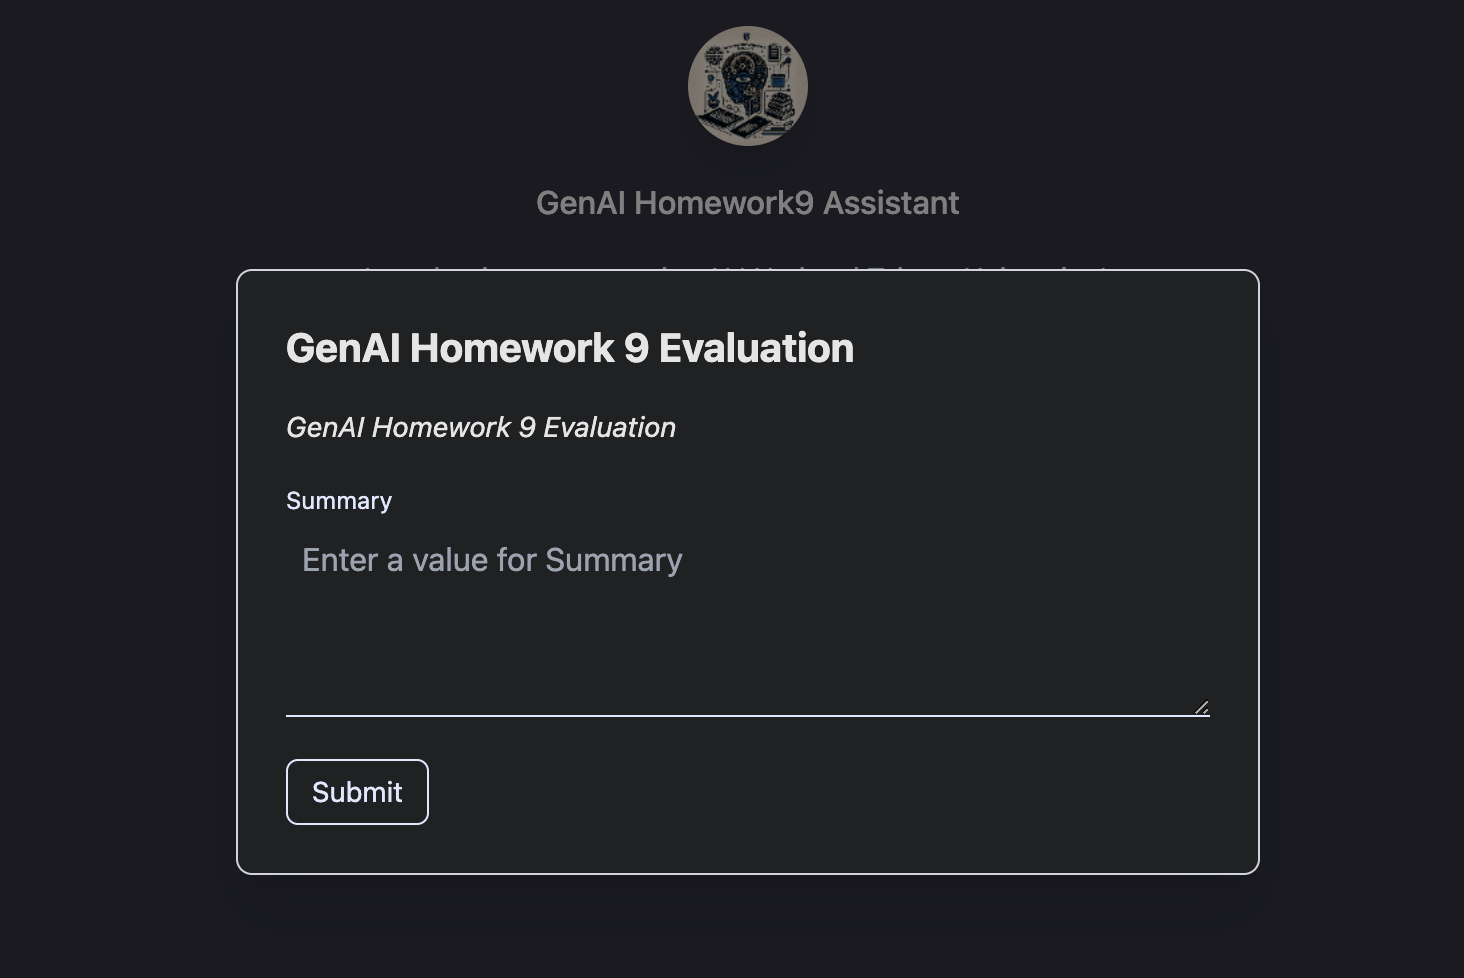 GenAI Homework9 Assistant
GenAI Homework 9 Evaluation
GenAI Homework 9 Evaluation
Summary
Enter a value for Summary
Submit